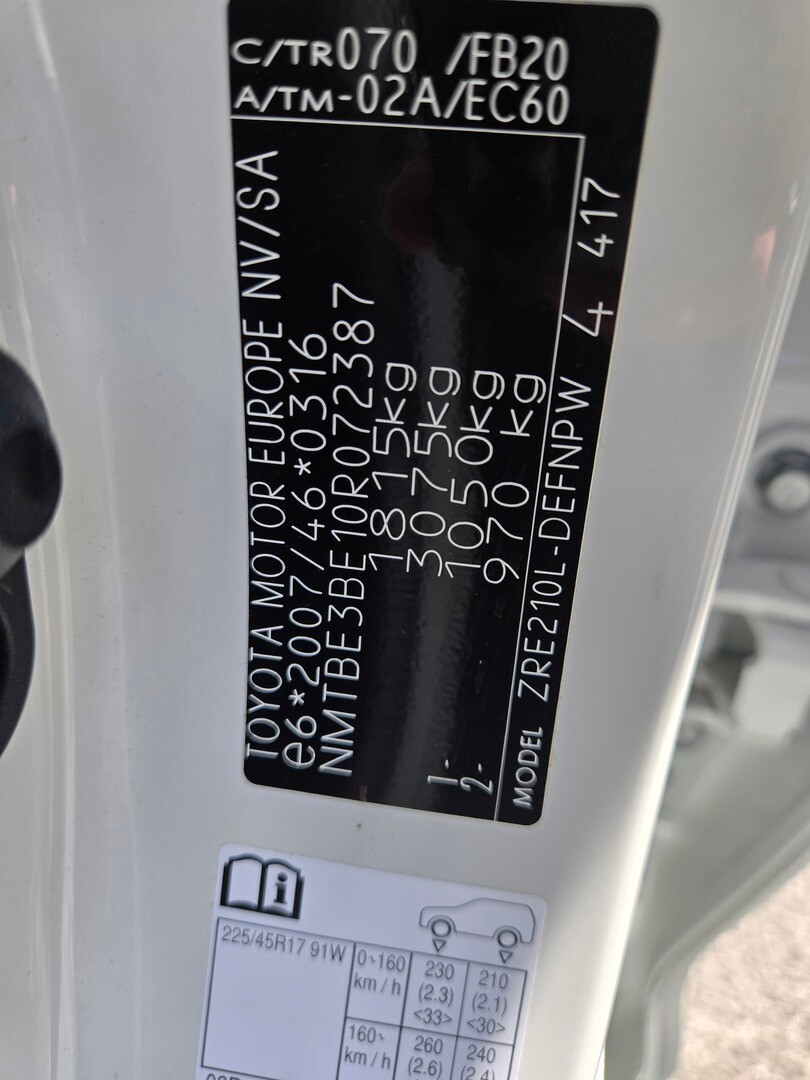 C/TR070 /FB20
A/TM-02A/EC60
TOYOTA MOTOR EUROPE NV/SA
e6*2007/46*0316
NMTBE3BE10R072387
1815kg
3075kg
1- 1050kg
2- 970 kg
MODEL ZRE210L-DEFNPW 4 417
i
225/45R17 91W
0~160 km/h
230 (2.3) <33>
210 (2.1) <30>
160~ km/h
260 (2.6)
240 (2.4)